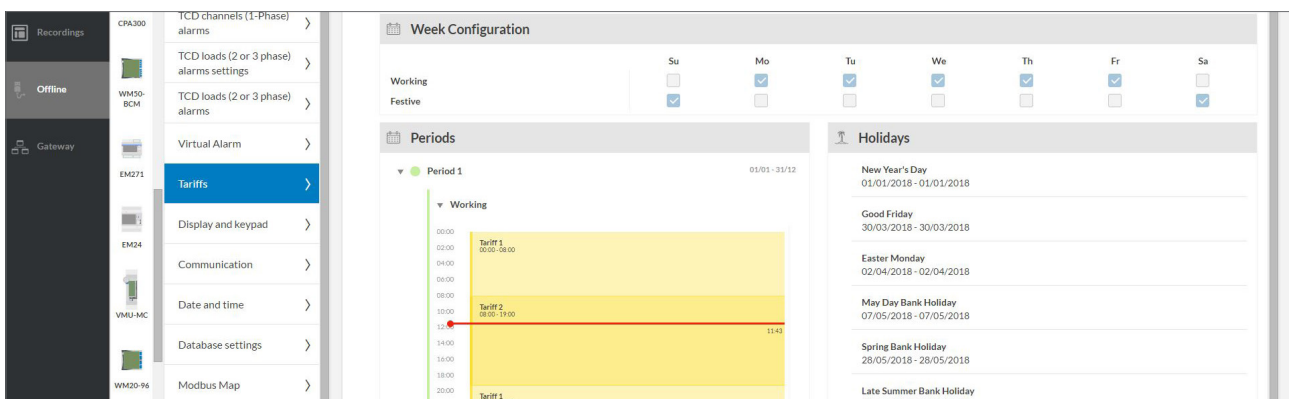 Recordings
Offline
Gateway
CPA300
WM50-
BCM
EM271
EM24
VMU-MC
WM20-96
TCD channels (1-Phase)
alarms
TCD loads (2 or 3 phase)
alarms settings
TCD loads (2 or 3 phase)
alarms
Virtual Alarm
Tariffs
Display and keypad
Communication
Date and time
Database settings
Modbus Map
Week Configuration
Su Mo Tu We Th Fr Sa
Working
Festive
Periods
Period 1 01/01 - 31/12
Working
00:00
02:00
04:00
06:00
08:00
10:00
12:00
14:00
16:00
18:00
20:00
Tariff 1
00:00 - 08:00
Tariff 2
08:00 - 19:00
11:43
Tariff 1
Holidays
New Year's Day
01/01/2018 - 01/01/2018
Good Friday
30/03/2018 - 30/03/2018
Easter Monday
02/04/2018 - 02/04/2018
May Day Bank Holiday
07/05/2018 - 07/05/2018
Spring Bank Holiday
28/05/2018 - 28/05/2018
Late Summer Bank Holiday